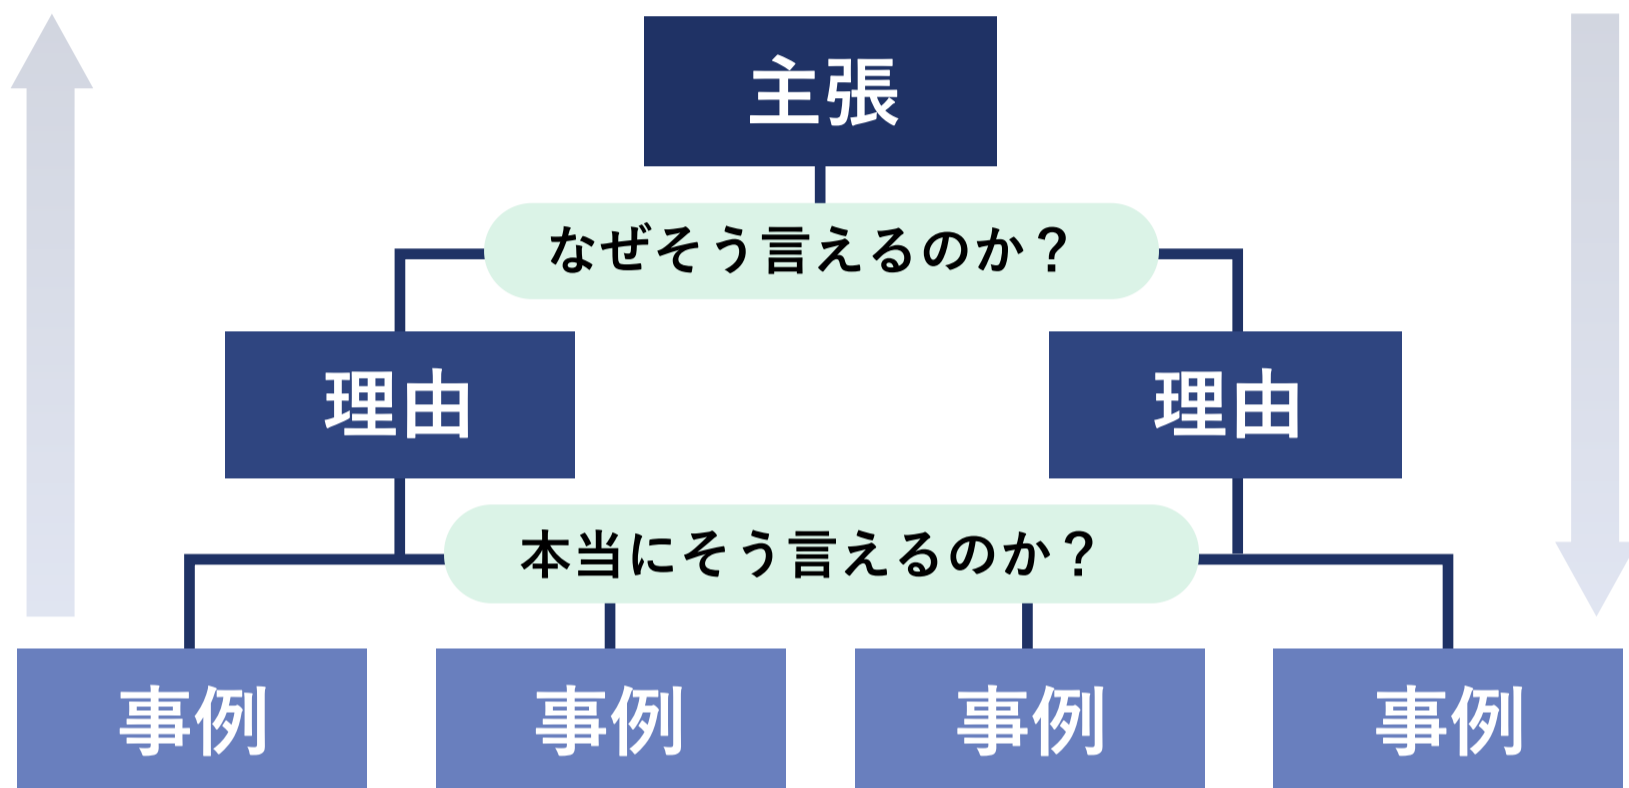 主張
なぜそう言えるのか？
理由
理由
本当にそう言えるのか？
事例
事例
事例
事例